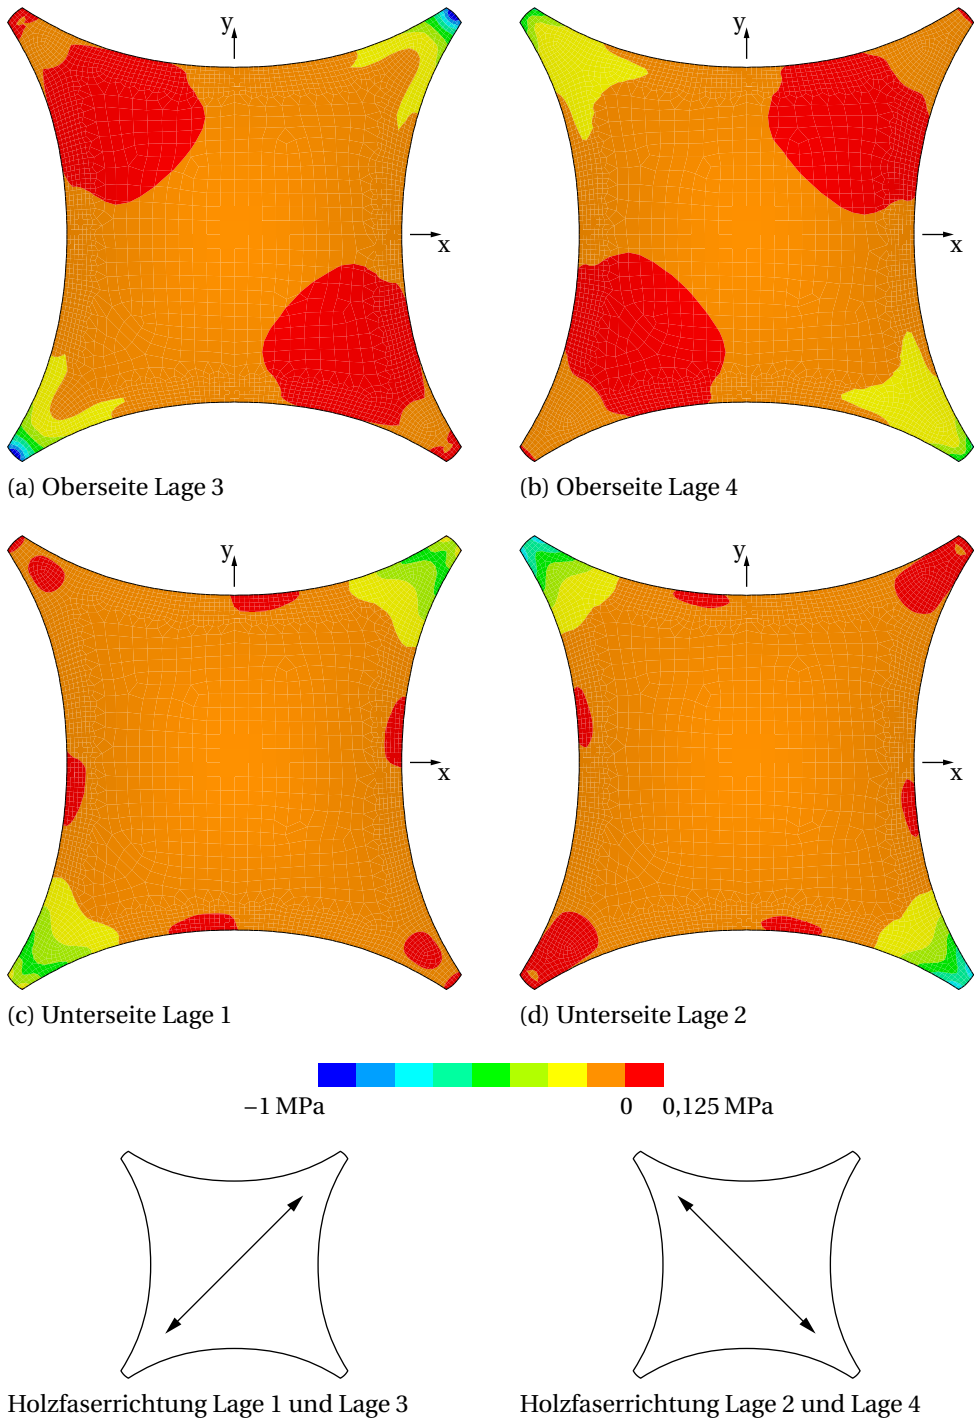 y
x
y
x
(a) Oberseite Lage 3
(b) Oberseite Lage 4
y
x
y
x
(c) Unterseite Lage 1
(d) Unterseite Lage 2
−1 MPa
0
0,125 MPa
Holzfaserrichtung Lage 1 und Lage 3
Holzfaserrichtung Lage 2 und Lage 4